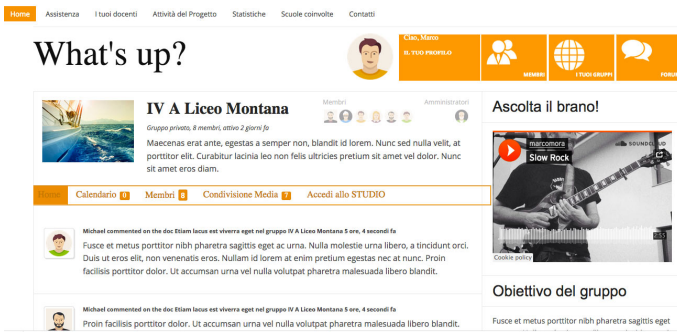 Home Assistenza I tuoi docenti Attività del Progetto Statistiche Scuole coinvolte Contatti
What's up?
Ciao, Marco
IL TUO PROFILO
MEMBRI
I TUOI GRUPPI
FORUM
IV A Liceo Montana
Gruppo privato, 8 membri, attivo 2 giorni fa
Membri
Amministratori
Maecenas erat ante, egestas a semper non, blandit id lorem. Nunc sed nulla velit, at
porttitor elit. Curabitur lacinia leo non felis ultricies pretium sit amet vel dolor. Nunc
sit amet eros diam.
Home Calendario 0 Membri 8 Condivisione Media 7 Accedi allo STUDIO
Michael commented on the doc Etiam lacus est viverra eget nel gruppo IV A Liceo Montana 5 ore, 4 secondi fa
Fusce et metus porttitor nibh pharetra sagittis eget ac urna. Nulla molestie urna libero, a tincidunt orci.
Duis ut eros elit, non venenatis eros. Nullam id lorem at enim pretium egestas nec at nunc. Proin
facilisis porttitor dolor. Ut accumsan urna vel nulla volutpat pharetra malesuada libero blandit.
Michael commented on the doc Etiam lacus est viverra eget nel gruppo IV A Liceo Montana 5 ore, 4 secondi fa
Proin facilisis porttitor dolor. Ut accumsan urna vel nulla volutpat pharetra malesuada libero blandit.
Ascolta il brano!
marcomora
Slow Rock
SOUNDCLOUD
Cookie policy
Obiettivo del gruppo
Fusce et metus porttitor nibh pharetra sagittis eget